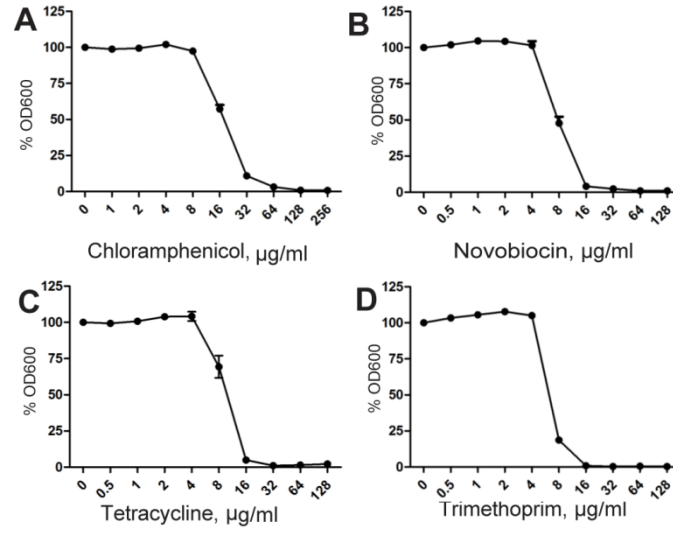 A
125
100
75
50
25
0
% OD600
0 1 2 4 8 16 32 64 128 256
Chloramphenicol, µg/ml
B
125
100
75
50
25
0
% OD600
0 0.5 1 2 4 8 16 32 64 128
Novobiocin, µg/ml
C
125
100
75
50
25
0
% OD600
0 0.5 1 2 4 8 16 32 64 128
Tetracycline, µg/ml
D
125
100
75
50
25
0
% OD600
0 0.5 1 2 4 8 16 32 64 128
Trimethoprim, µg/ml